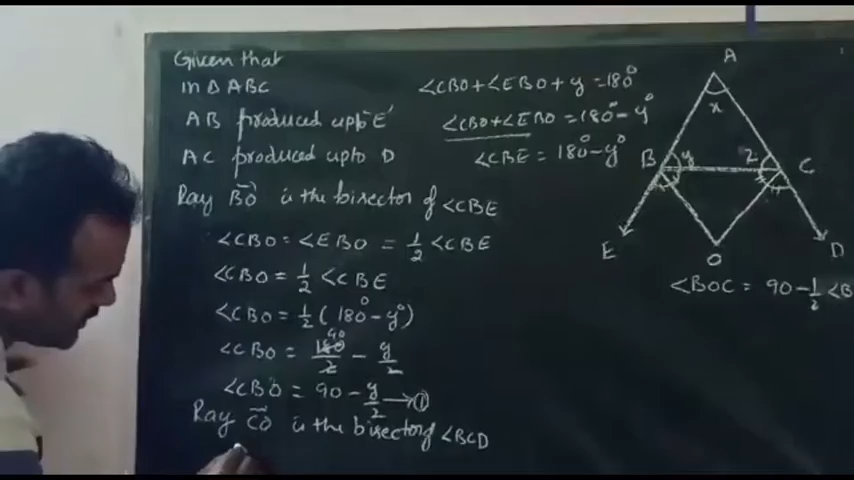 Given that
In Δ ABC
AB produced upto E
AC produced upto D
Ray BO is the bisector of ∠CBE
∠CBO = ∠EBO = 1/2 ∠CBE
∠CBO = 1/2 ∠CBE
∠CBO = 1/2 (180° - y°)
∠CBO = 180/2 - y/2
90
∠CBO = 90 - y/2 → ①
Ray CO is the bisector of ∠BCD
∠CBO + ∠EBO + y = 180°
∠CBO + ∠EBO = 180° - y°
∠CBE = 180° - y°
A
x
B
y
z
C
E
O
D
∠BOC = 90 - 1/2 ∠B